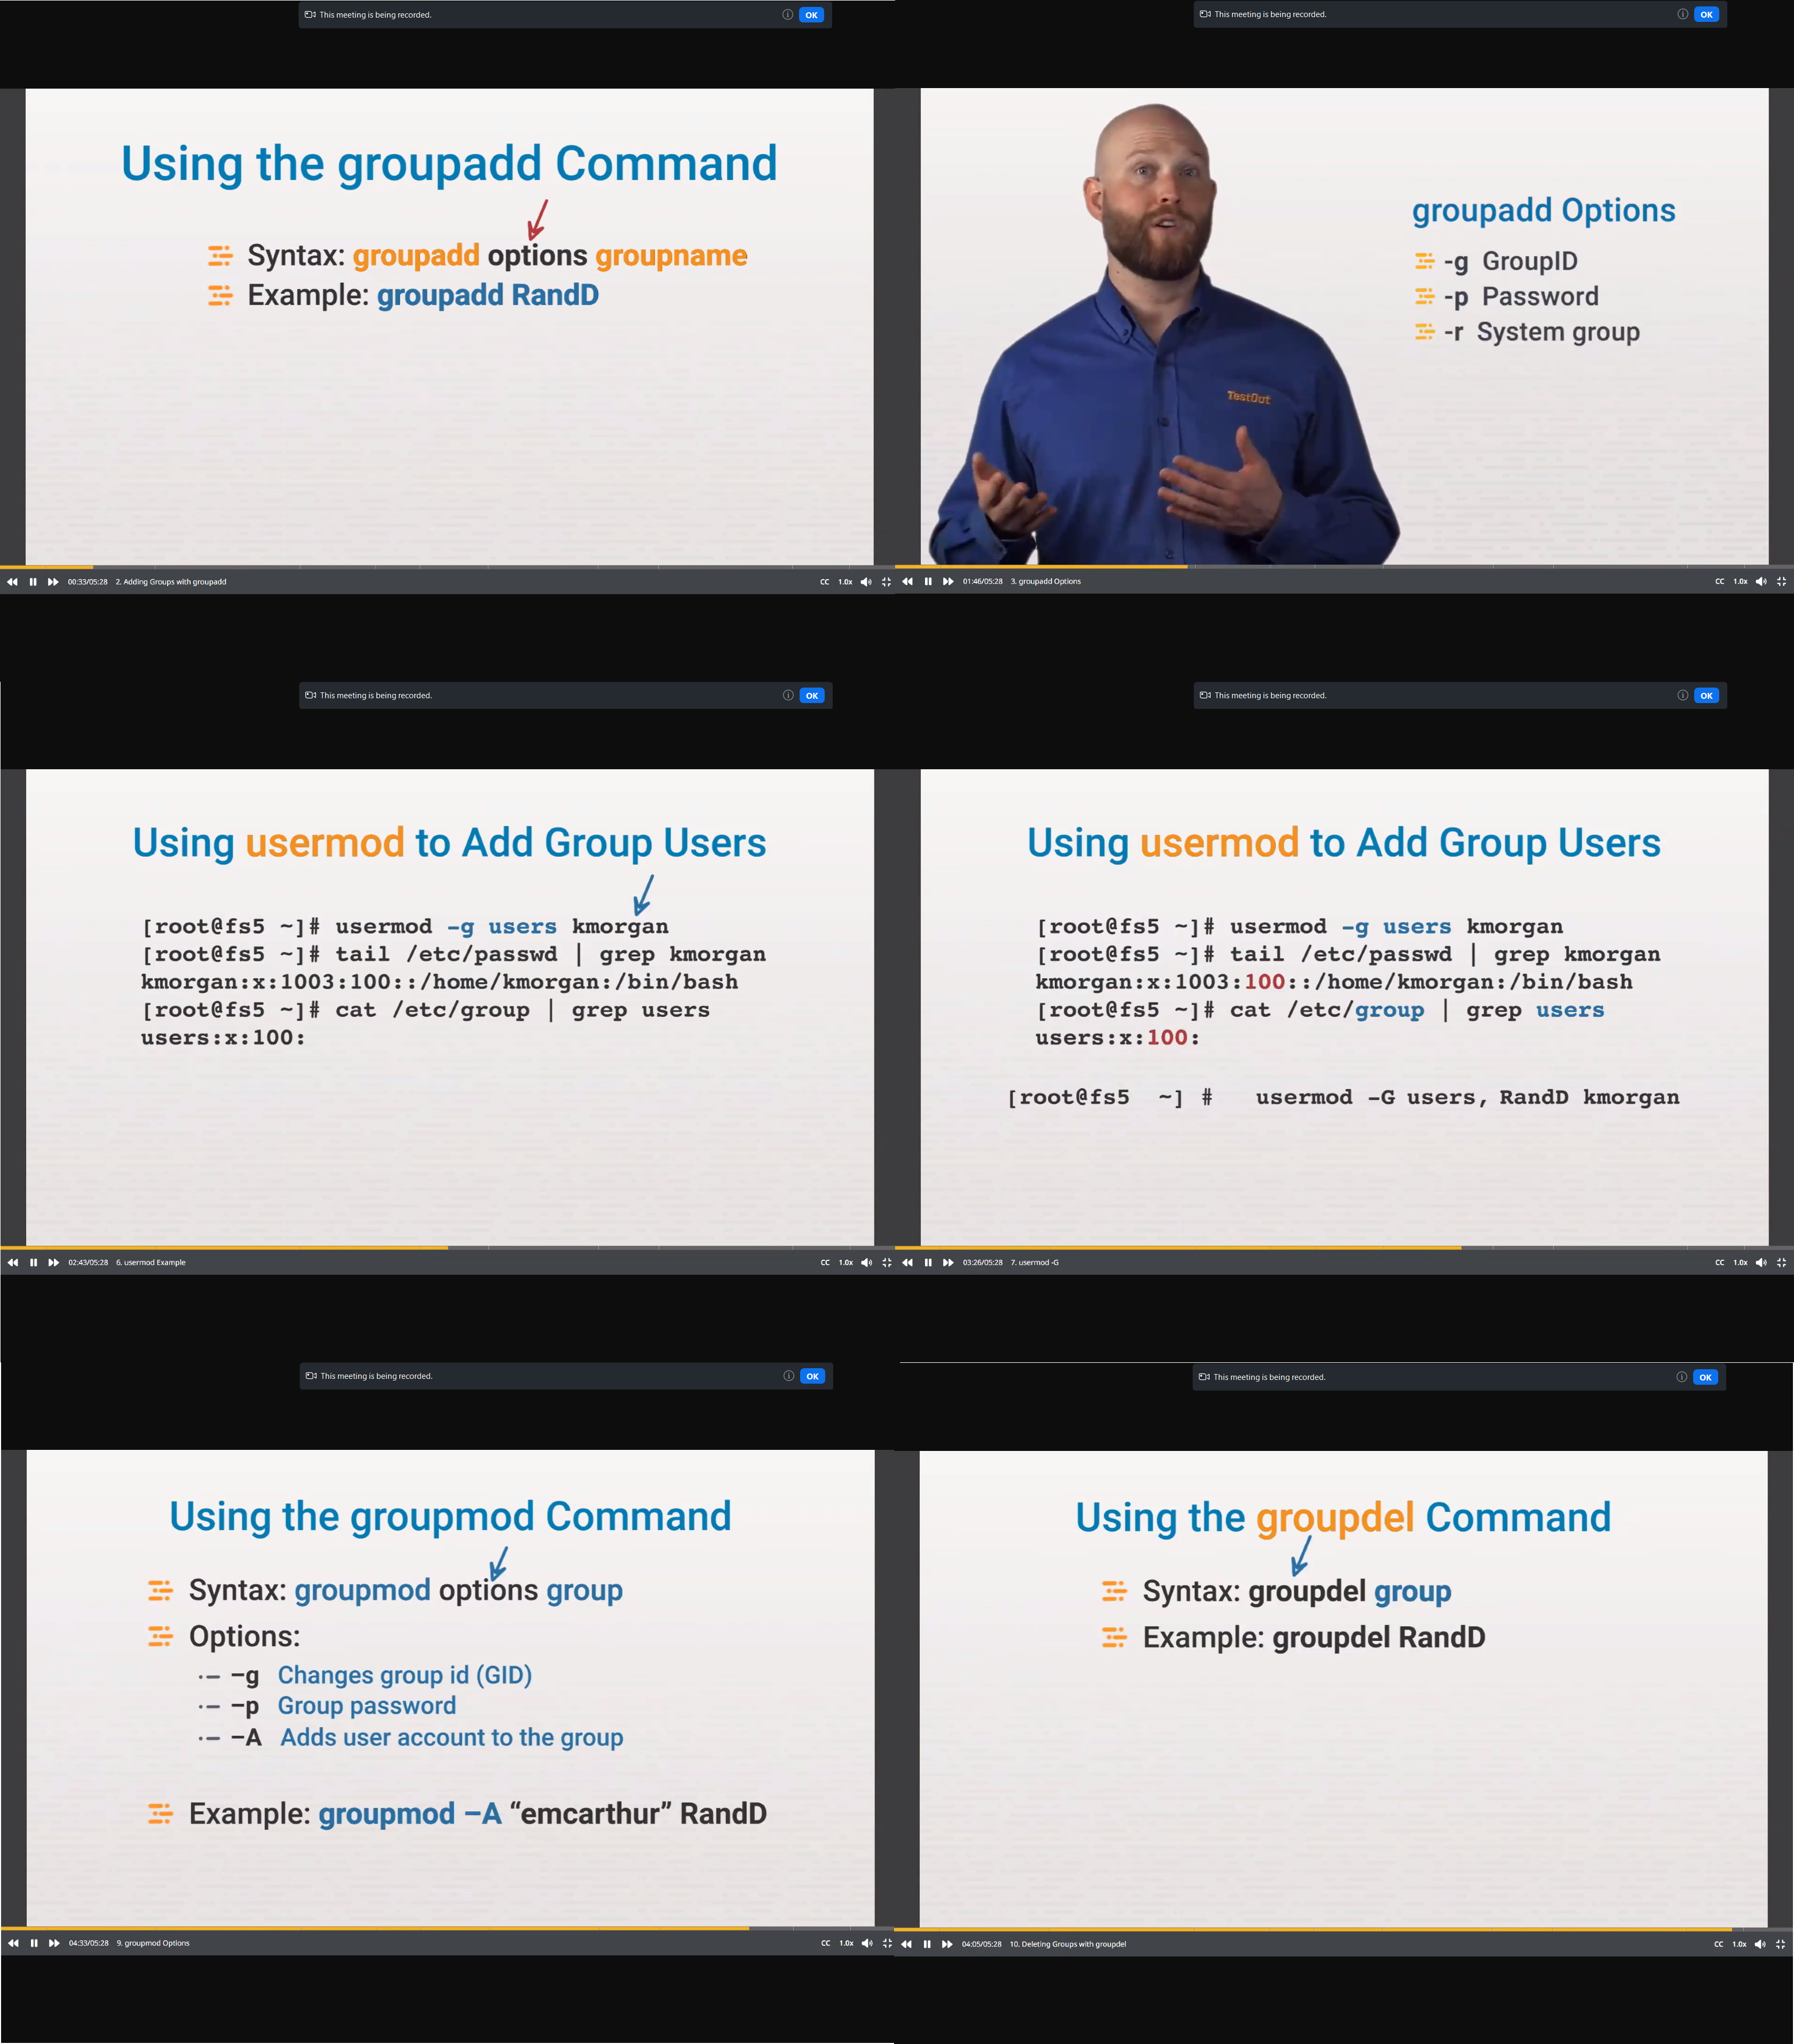 This meeting is being recorded.
OK
Using the groupadd Command
Syntax: groupadd options groupname
Example: groupadd RandD
00:33/05:28 2. Adding Groups with groupadd
CC 1.0x
This meeting is being recorded.
OK
groupadd Options
-g GroupID
-p Password
-r System group
TestOut
01:46/05:28 3. groupadd Options
CC 1.0x
This meeting is being recorded.
OK
Using usermod to Add Group Users
[root@fs5 ~]# usermod -g users kmorgan
[root@fs5 ~]# tail /etc/passwd | grep kmorgan
kmorgan:x:1003:100::/home/kmorgan:/bin/bash
[root@fs5 ~]# cat /etc/group | grep users
users:x:100:
02:43/05:28 6. usermod Example
CC 1.0x
This meeting is being recorded.
OK
Using usermod to Add Group Users
[root@fs5 ~]# usermod -g users kmorgan
[root@fs5 ~]# tail /etc/passwd | grep kmorgan
kmorgan:x:1003:100::/home/kmorgan:/bin/bash
[root@fs5 ~]# cat /etc/group | grep users
users:x:100:
[root@fs5 ~] # usermod -G users, RandD kmorgan
03:26/05:28 7. usermod -G
CC 1.0x
This meeting is being recorded.
OK
Using the groupmod Command
Syntax: groupmod options group
Options:
–g Changes group id (GID)
–p Group password
–A Adds user account to the group
Example: groupmod –A “emcarthur” RandD
04:33/05:28 9. groupmod Options
CC 1.0x
This meeting is being recorded.
OK
Using the groupdel Command
Syntax: groupdel group
Example: groupdel RandD
04:05/05:28 10. Deleting Groups with groupdel
CC 1.0x